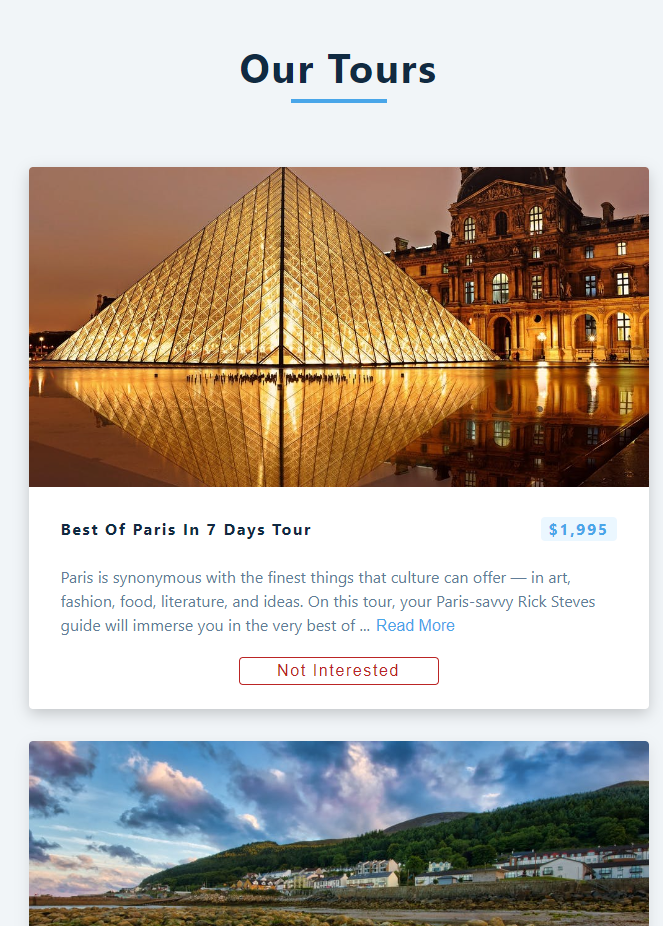 Our Tours
Best Of Paris In 7 Days Tour
$1,995
Paris is synonymous with the finest things that culture can offer — in art,
fashion, food, literature, and ideas. On this tour, your Paris-savvy Rick Steves
guide will immerse you in the very best of ... Read More
Not Interested